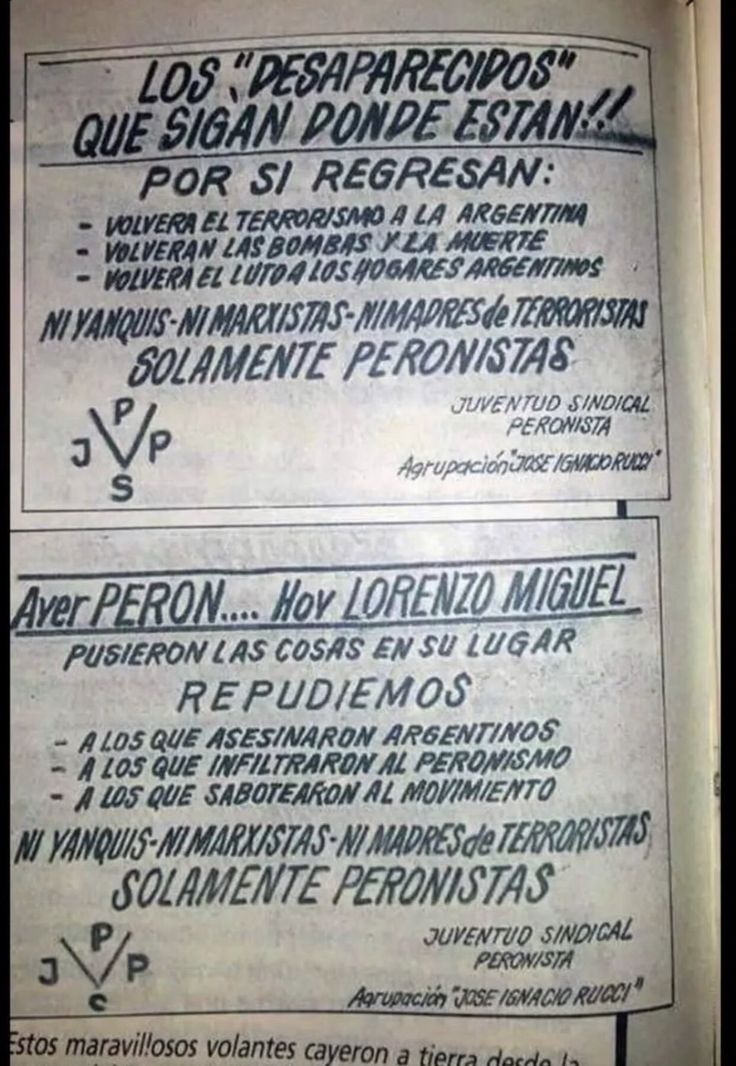 LOS "DESAPARECIDOS"
QUE SIGAN DONDE ESTAN!!
POR SI REGRESAN:
- VOLVERA EL TERRORISMO A LA ARGENTINA
- VOLVERAN LAS BOMBAS Y LA MUERTE
- VOLVERA EL LUTO A LOS HOGARES ARGENTINOS
NI YANQUIS-NI MARXISTAS-NI MADRES de TERRORISTAS
SOLAMENTE PERONISTAS
P
J P
S
JUVENTUD SINDICAL
PERONISTA
Agrupación "JOSE IGNACIO RUCCI"
Ayer PERON.... Hoy LORENZO MIGUEL
PUSIERON LAS COSAS EN SU LUGAR
REPUDIEMOS
- A LOS QUE ASESINARON ARGENTINOS
- A LOS QUE INFILTRARON AL PERONISMO
- A LOS QUE SABOTEARON AL MOVIMIENTO
NI YANQUIS-NI MARXISTAS-NI MADRES de TERRORISTAS
SOLAMENTE PERONISTAS
P
J P
S
JUVENTUD SINDICAL
PERONISTA
Agrupación "JOSE IGNACIO RUCCI"
Estos maravillosos volantes cayeron a tierra desde la